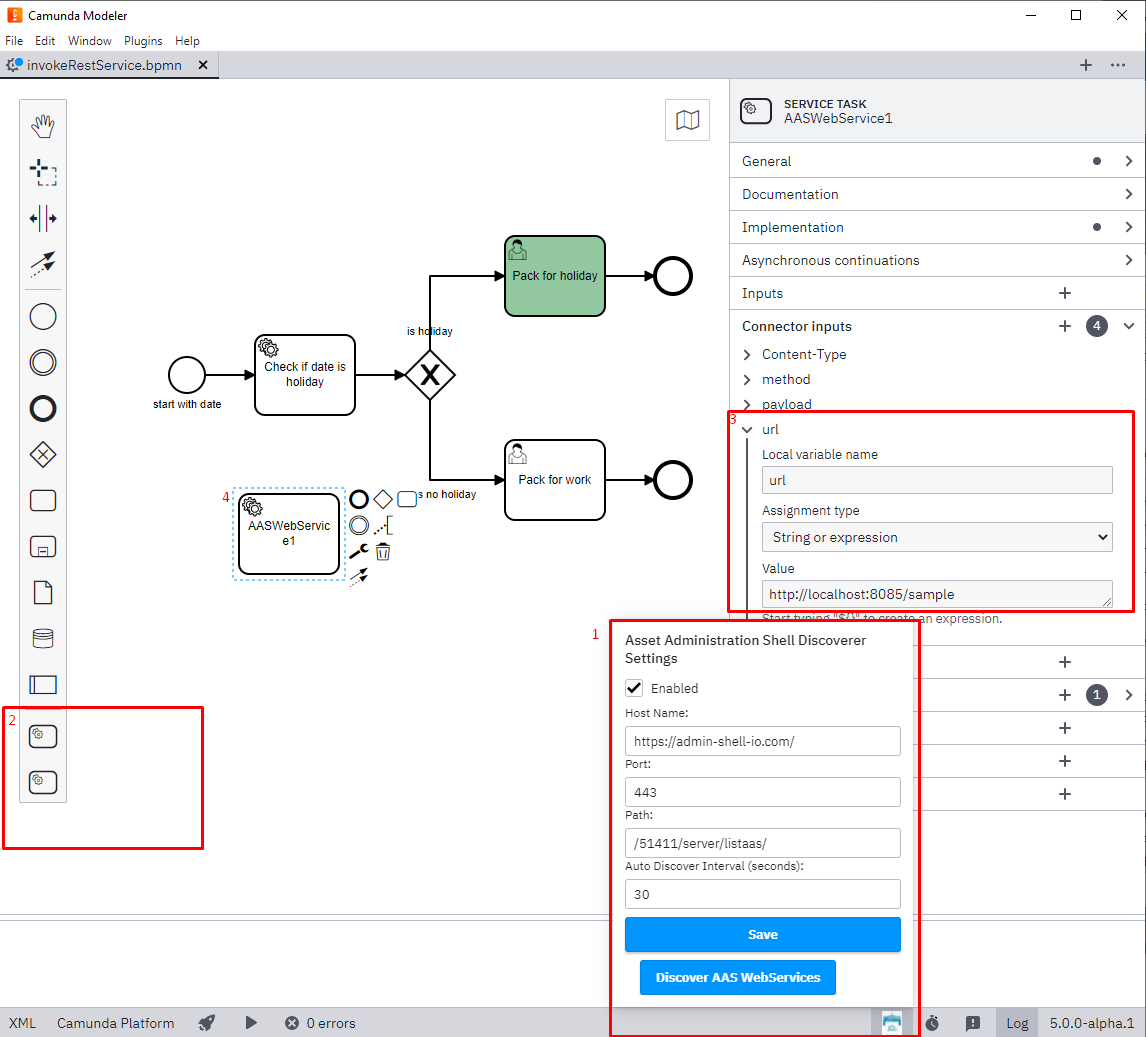 Camunda Modeler
File Edit Window Plugins Help
invokeRestService.bpmn
SERVICE TASK
AASWebService1
General
Documentation
Implementation
Asynchronous continuations
Inputs
Connector inputs
4
Content-Type
method
payload
3
url
Local variable name
url
Assignment type
String or expression
Value
http://localhost:8085/sample
Start typing "${}" to create an expression.
1
Pack for holiday
is holiday
Check if date is
holiday
start with date
Pack for work
s no holiday
4
AASWebServic
e1
2
1
Asset Administration Shell Discoverer
Settings
Enabled
Host Name:
https://admin-shell-io.com/
Port:
443
Path:
/51411/server/listaas/
Auto Discover Interval (seconds):
30
Save
Discover AAS WebServices
XML Camunda Platform 0 errors Log 5.0.0-alpha.1